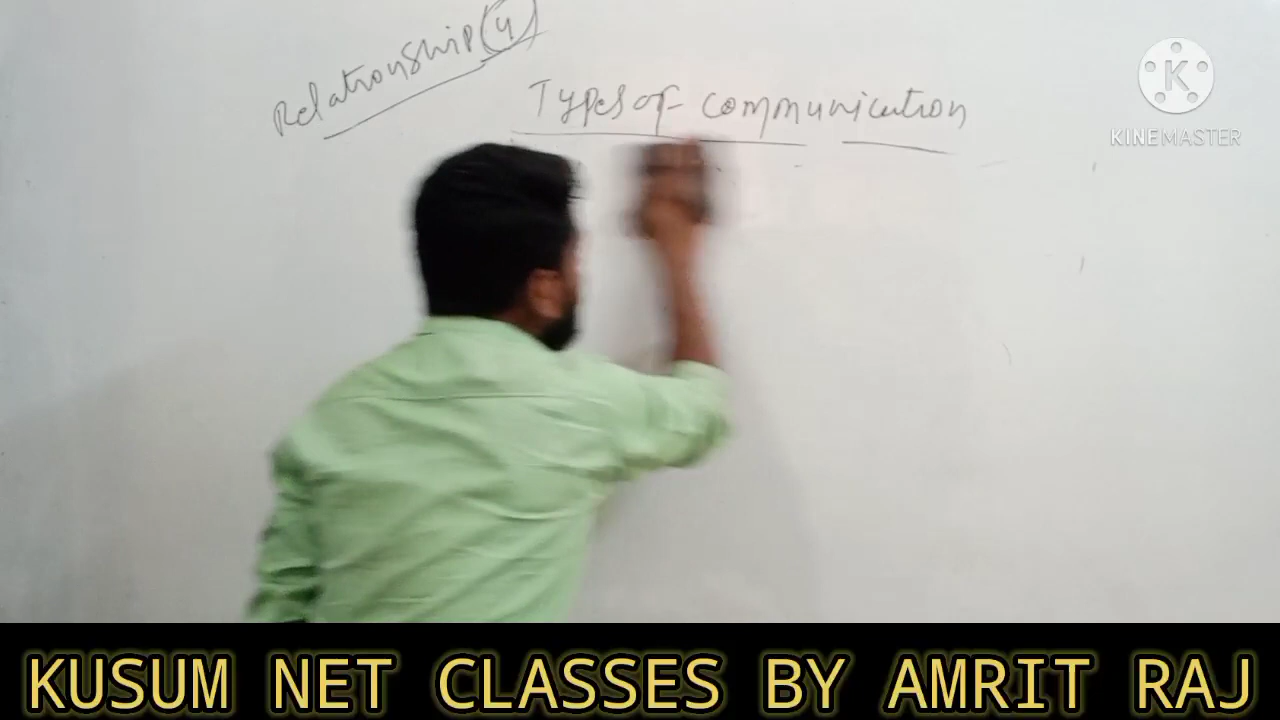 Relationship (4)
Types of communication
K
KINEMASTER
KUSUM NET CLASSES BY AMRIT RAJ